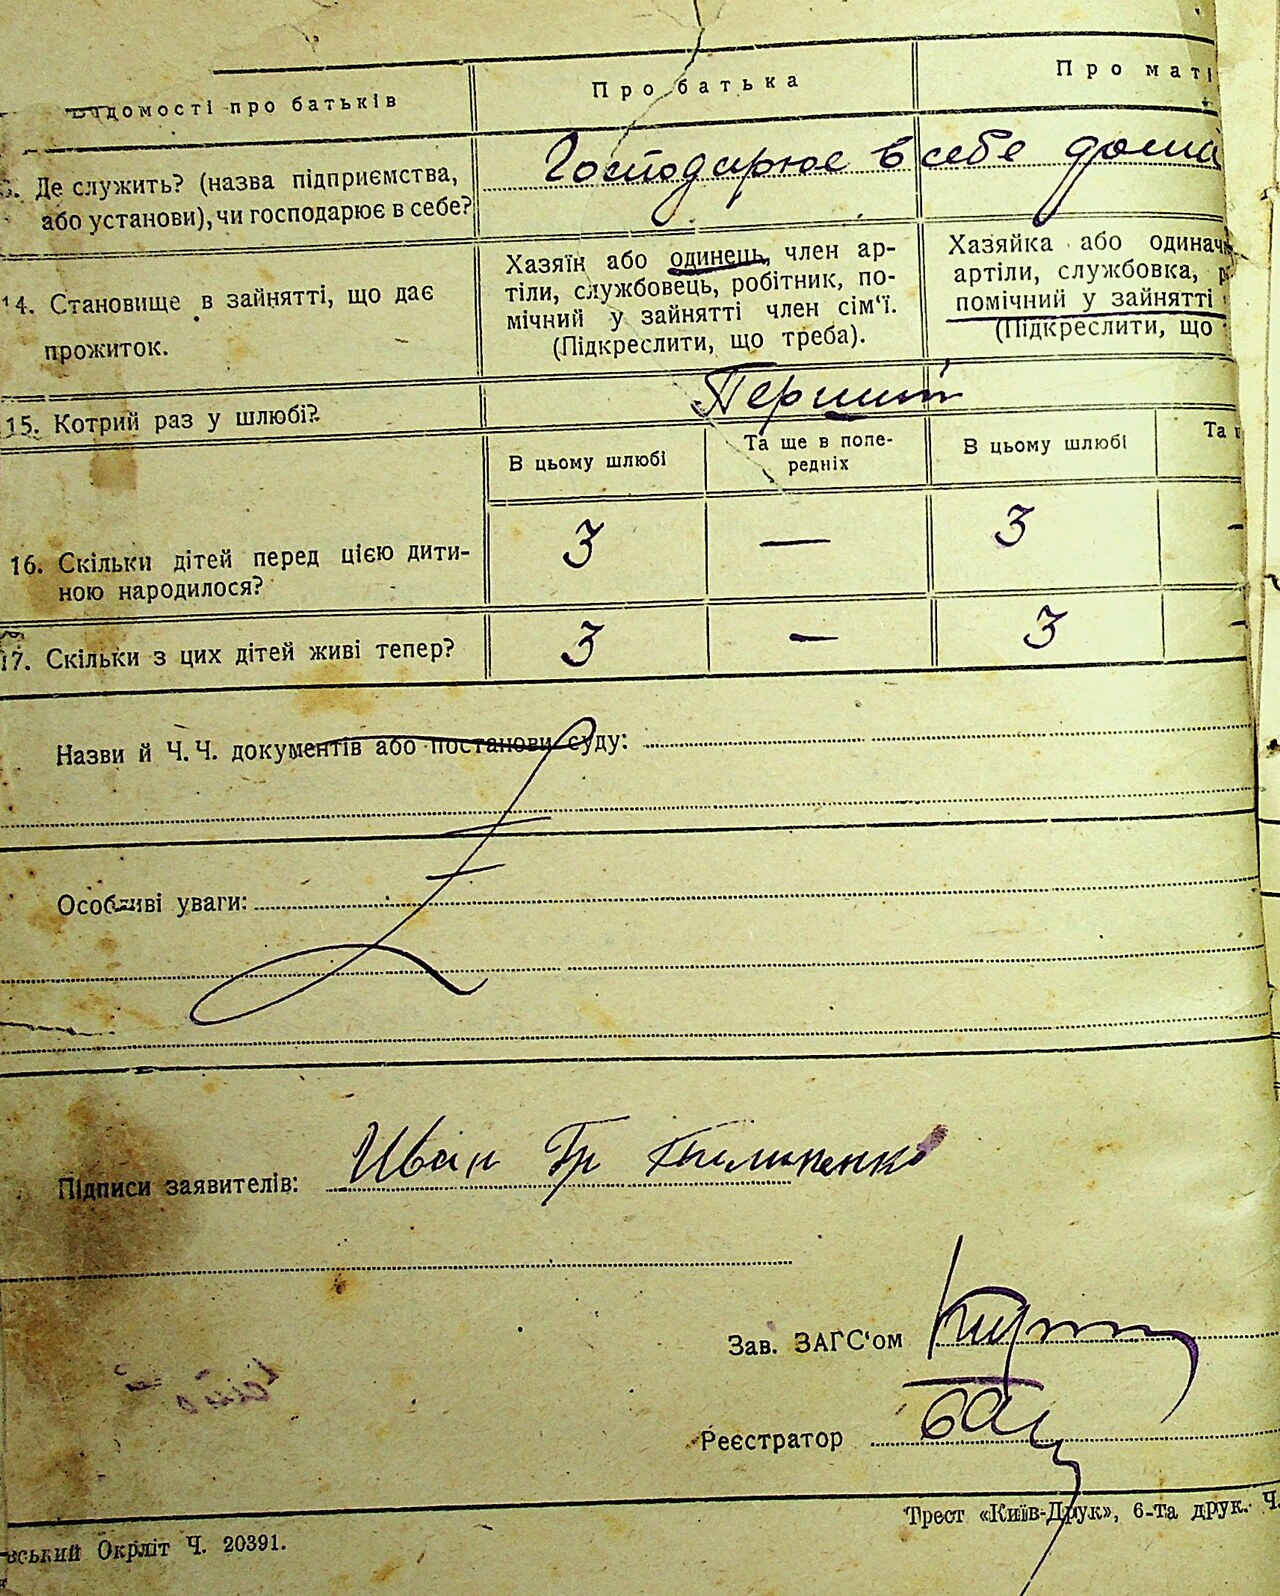 Відомості про батьків
Про батька
Про маті
Де служить? (назва підприємства,
або установи), чи господарює в себе?
Господарює в себе дома
14. Становище в зайнятті, що дає
прожиток.
Хазяїн або одинець, член ар-
тіли, службовець, робітник, по-
мічний у зайнятті член сім‘ї.
(Підкреслити, що треба).
Хазяйка або одинач
артіли, службовка, р
помічний у зайнятті
(Підкреслити, що
15. Котрий раз у шлюбі?
Перший
В цьому шлюбі
Та ще в попе-
редніх
В цьому шлюбі
Та
16. Скільки дітей перед цією дити-
ною народилося?
3 — 3 -
17. Скільки з цих дітей живі тепер?
3 — 3 -
Назви й Ч. Ч. документів або постанови суду:
Особливі уваги:
Підписи заявителів: Иван Гр
Зав. ЗАГС‘ом
Реєстратор
Трест «Київ-Друк», 6-та друк. Ч.
вський Окрліт Ч. 20391.